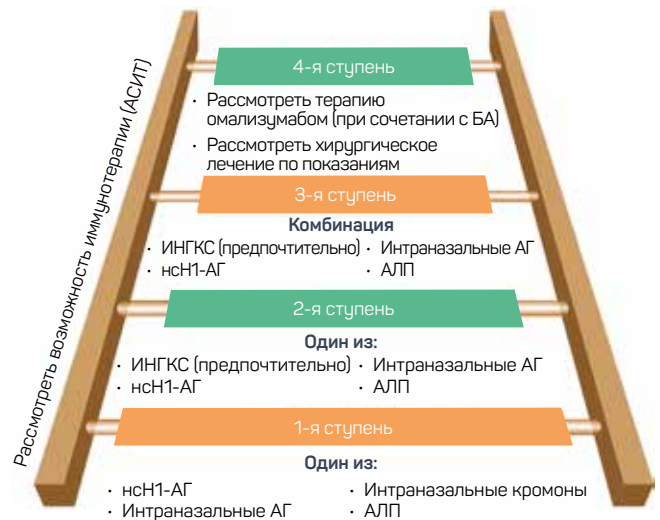 Рассмотреть возможность иммунотерапии (АСИТ)
4-я ступень
· Рассмотреть терапию
омализумабом (при сочетании с БА)
· Рассмотреть хирургическое
лечение по показаниям
3-я ступень
Комбинация
· ИНГКС (предпочтительно) · Интраназальные АГ
· нсН1-АГ · АЛП
2-я ступень
Один из:
· ИНГКС (предпочтительно) · Интраназальные АГ
· нсН1-АГ · АЛП
1-я ступень
Один из:
· нсН1-АГ · Интраназальные кромоны
· Интраназальные АГ · АЛП